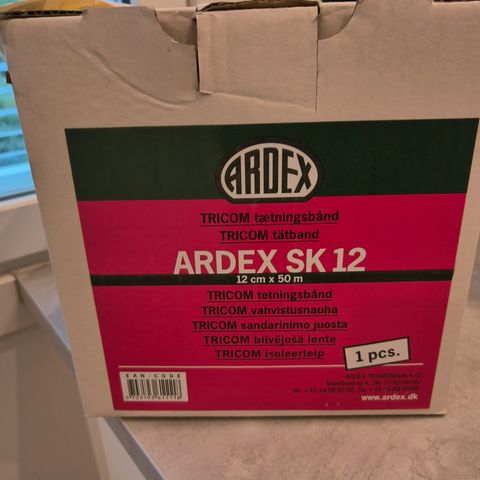 ARDEX
TRICOM tætningsbånd
TRICOM tätband
ARDEX SK 12
12 cm x 50 m
TRICOM tetningsbånd
TRICOM vahvistusnauha
TRICOM sandarinimo juosta
TRICOM blīvējošā lente
TRICOM isoleerteip
1 pcs.
EAN-CODE
ARDEX SKANDINAVIA A/S
www.ardex.dk